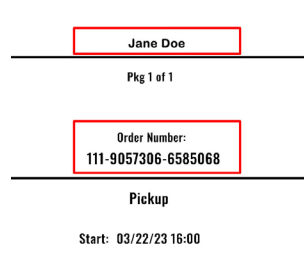 Jane Doe
Pkg 1 of 1
Order Number:
111-9057306-6585068
Pickup
Start: 03/22/23 16:00